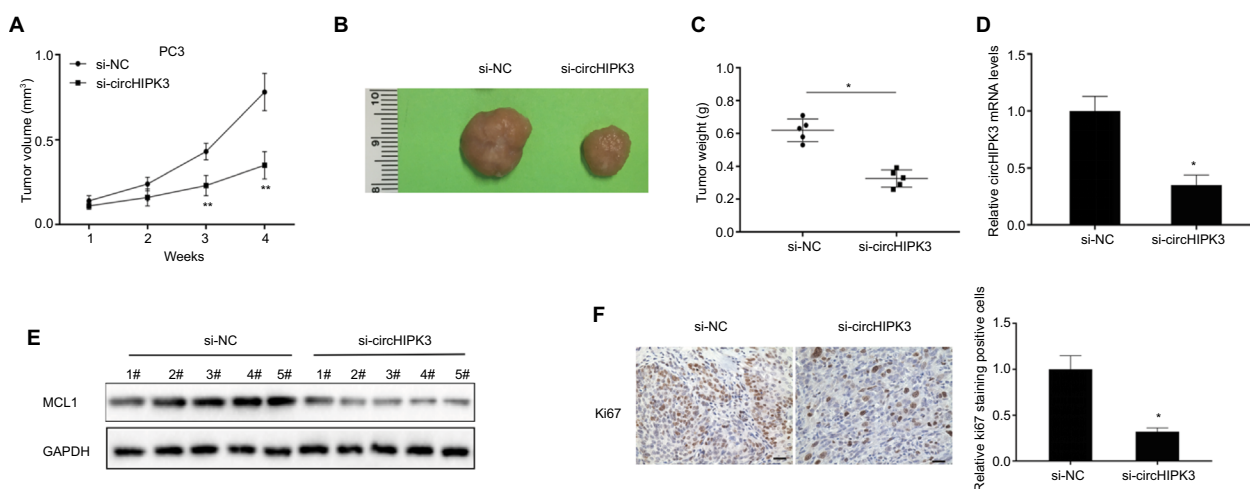 A
PC3
si-NC
si-circHIPK3
Tumor volume (mm³)
1.0
0.5
0.0
**
**
1 2 3 4
Weeks
B
si-NC si-circHIPK3
10
9
8
C
Tumor weight (g)
1.0
0.8
0.6
0.4
0.2
0.0
*
si-NC si-circHIPK3
D
Relative circHIPK3 mRNA levels
1.5
1.0
0.5
0.0
*
si-NC si-circHIPK3
E
si-NC si-circHIPK3
1# 2# 3# 4# 5# 1# 2# 3# 4# 5#
MCL1
GAPDH
F
si-NC si-circHIPK3
Ki67
Relative ki67 staining positive cells
1.5
1.0
0.5
0.0
*
si-NC si-circHIPK3